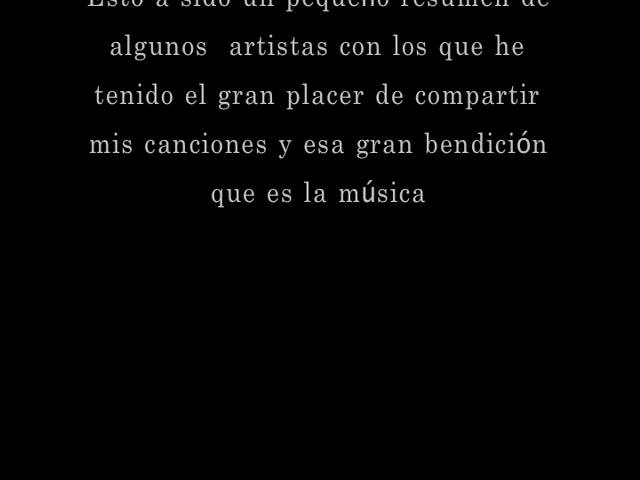 Esto a sido un pequeño resumen de
algunos artistas con los que he
tenido el gran placer de compartir
mis canciones y esa gran bendición
que es la música